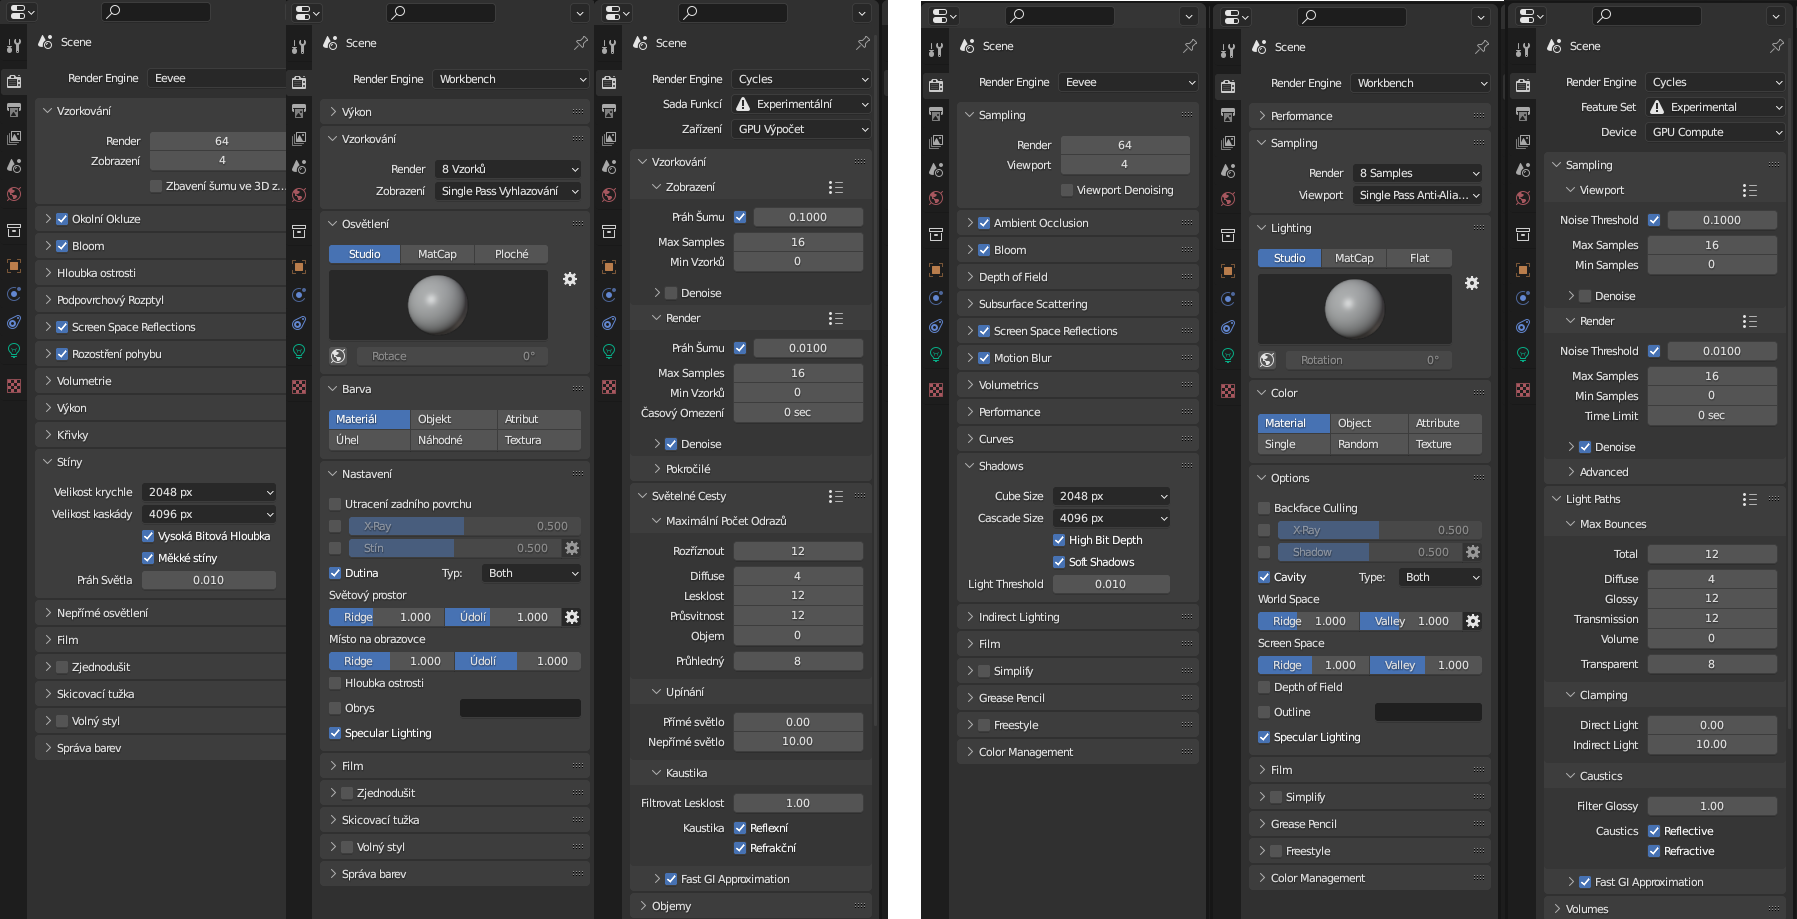 Scene
Render Engine Eevee
Vzorkování
Render 64
Zobrazení 4
Zbavení šumu ve 3D z...
Okolní Okluze
Bloom
Hloubka ostrosti
Podpovrchový Rozptyl
Screen Space Reflections
Rozostření pohybu
Volumetrie
Výkon
Křivky
Stíny
Velikost krychle 2048 px
Velikost kaskády 4096 px
Vysoká Bitová Hloubka
Měkké stíny
Práh Světla 0.010
Nepřímé osvětlení
Film
Zjednodušit
Skicovací tužka
Volný styl
Správa barev
Scene
Render Engine Workbench
Výkon
Vzorkování
Render 8 Vzorků
Zobrazení Single Pass Vyhlazování
Osvětlení
Studio MatCap Ploché
Rotace 0°
Barva
Materiál Objekt Atribut
Úhel Náhodné Textura
Nastavení
Utracení zadního povrchu
X-Ray 0.500
Stín 0.500
Dutina Typ: Both
Světový prostor
Ridge 1.000 Údolí 1.000
Místo na obrazovce
Ridge 1.000 Údolí 1.000
Hloubka ostrosti
Obrys
Specular Lighting
Film
Zjednodušit
Skicovací tužka
Volný styl
Správa barev
Scene
Render Engine Cycles
Sada Funkcí Experimentální
Zařízení GPU Výpočet
Vzorkování
Zobrazení
Práh Šumu 0.1000
Max Samples 16
Min Vzorků 0
Denoise
Render
Práh Šumu 0.0100
Max Samples 16
Min Vzorků 0
Časový Omezení 0 sec
Denoise
Pokročilé
Světelné Cesty
Maximální Počet Odrazů
Rozříznout 12
Diffuse 4
Lesklost 12
Průsvitnost 12
Objem 0
Průhledný 8
Upínání
Přímé světlo 0.00
Nepřímé světlo 10.00
Kaustika
Filtrovat Lesklost 1.00
Kaustika Reflexní
Refrakční
Fast GI Approximation
Objemy
Scene
Render Engine Eevee
Sampling
Render 64
Viewport 4
Viewport Denoising
Ambient Occlusion
Bloom
Depth of Field
Subsurface Scattering
Screen Space Reflections
Motion Blur
Volumetrics
Performance
Curves
Shadows
Cube Size 2048 px
Cascade Size 4096 px
High Bit Depth
Soft Shadows
Light Threshold 0.010
Indirect Lighting
Film
Simplify
Grease Pencil
Freestyle
Color Management
Scene
Render Engine Workbench
Performance
Sampling
Render 8 Samples
Viewport Single Pass Anti-Alia...
Lighting
Studio MatCap Flat
Rotation 0°
Color
Material Object Attribute
Single Random Texture
Options
Backface Culling
X-Ray 0.500
Shadow 0.500
Cavity Type: Both
World Space
Ridge 1.000 Valley 1.000
Screen Space
Ridge 1.000 Valley 1.000
Depth of Field
Outline
Specular Lighting
Film
Simplify
Grease Pencil
Freestyle
Color Management
Scene
Render Engine Cycles
Feature Set Experimental
Device GPU Compute
Sampling
Viewport
Noise Threshold 0.1000
Max Samples 16
Min Samples 0
Denoise
Render
Noise Threshold 0.0100
Max Samples 16
Min Samples 0
Time Limit 0 sec
Denoise
Advanced
Light Paths
Max Bounces
Total 12
Diffuse 4
Glossy 12
Transmission 12
Volume 0
Transparent 8
Clamping
Direct Light 0.00
Indirect Light 10.00
Caustics
Filter Glossy 1.00
Caustics Reflective
Refractive
Fast GI Approximation
Volumes